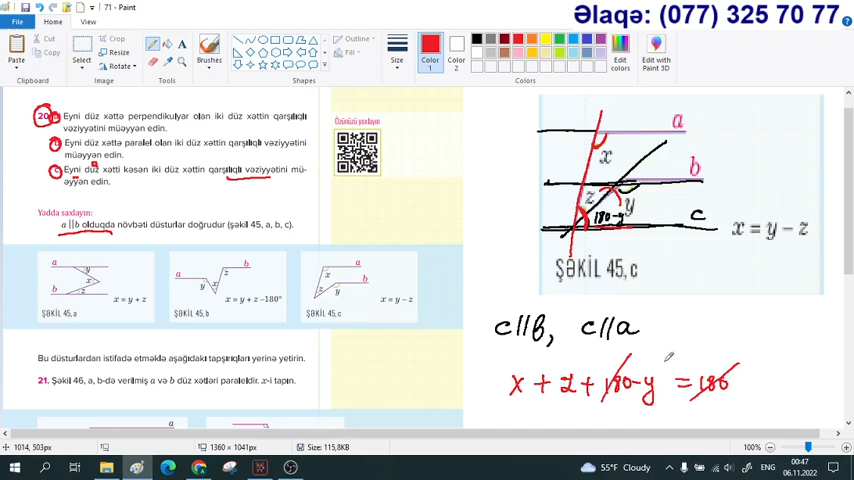 71 - Paint
Əlaqə: (077) 325 70 77
File
Home
View
Cut
Copy
Paste
Clipboard
Crop
Resize
Select
Rotate
Image
Tools
Brushes
Outline
Fill
Shapes
Size
Color 1
Color 2
Edit colors
Edit with Paint 3D
Colors
20. a. Eyni düz xəttə perpendikulyar olan iki düz xəttin qarşılıqlı
vəziyyətini müəyyən edin.
b. Eyni düz xəttə paralel olan iki düz xəttin qarşılıqlı vəziyyətini
müəyyən edin.
c. Eyni düz xətti kəsən iki düz xəttin qarşılıqlı vəziyyətini mü-
əyyən edin.
Özünüzü yoxlayın
Yadda saxlayın:
a || b olduqda növbəti düsturlar doğrudur (şəkil 45, a, b, c).
a
y
x
b
z
x = y + z
ŞƏKİL 45,a
a
y
x
z
b
x = y + z –180°
ŞƏKİL 45,b
a
x
b
z
y
x = y – z
ŞƏKİL 45,c
Bu düsturlardan istifadə etməklə aşağıdakı tapşırıqları yerinə yetirin.
21. Şəkil 46, a, b-də verilmiş a və b düz xətləri paraleldir. x-i tapın.
a
a
x
b
z
y
180-y
c
x = y – z
ŞƏKİL 45,c
c//b, c//a
x + z + 180-y = 180
1014, 503px
1360 × 1041px
Size: 115,8KB
100%
55°F Cloudy
ENG
00:47
06.11.2022